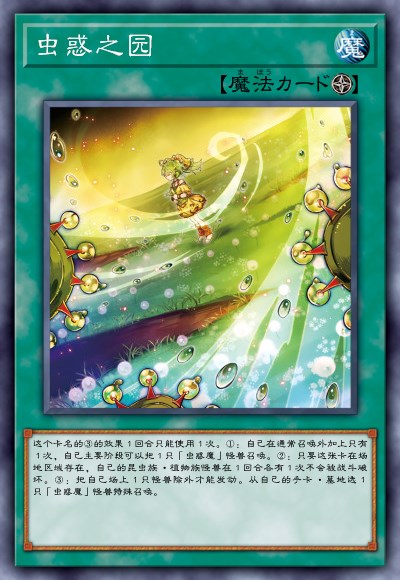 虫惑之园
魔
まほう
【魔法カード】
这个卡名的③的效果1回合只能使用1次。①：自己在通常召唤外加上只有
1次，自己主要阶段可以把1只「虫惑魔」怪兽召唤。②：只要这张卡在场
地区域存在，自己的昆虫族・植物族怪兽在1回合各有1次不会被战斗破
坏。③：把自己场上1只怪兽除外才能发动。从自己的手卡・墓地选1
只「虫惑魔」怪兽特殊召唤。